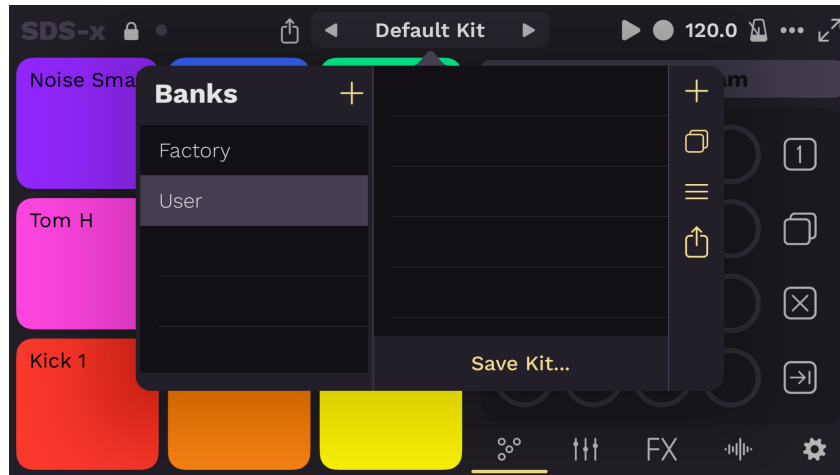 SDS-x
Default Kit
120.0
Noise Sma
Banks
Factory
User
Tom H
1
Kick 1
Save Kit...
FX